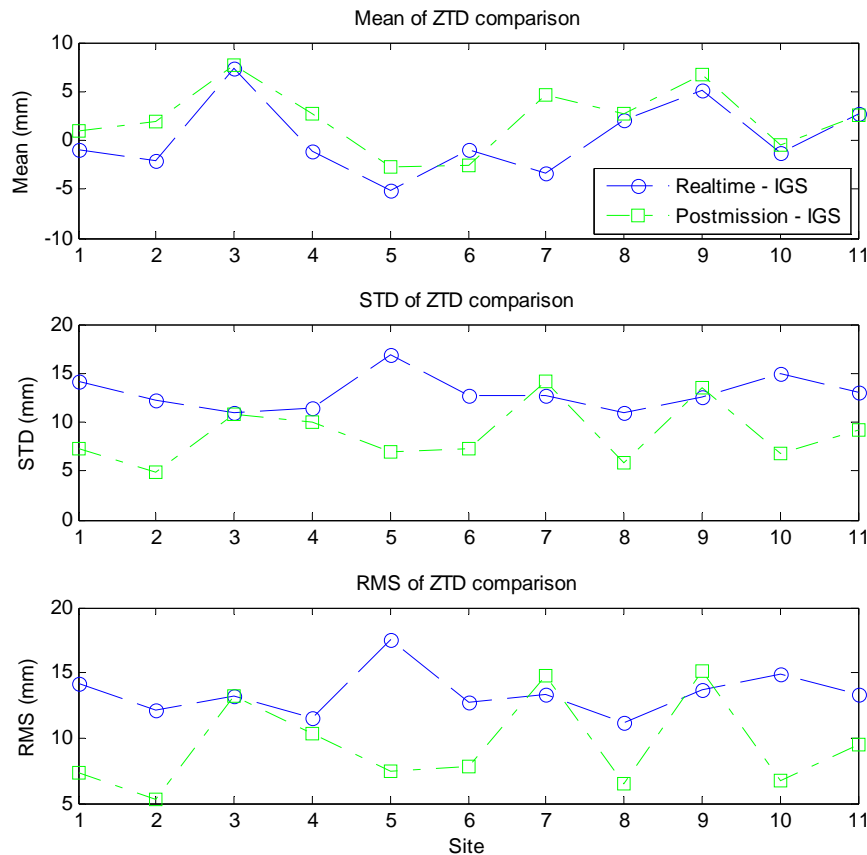 Mean of ZTD comparison
10
5
0
-5
-10
Mean (mm)
Realtime - IGS
Postmission - IGS
1 2 3 4 5 6 7 8 9 10 11
STD of ZTD comparison
20
15
10
5
0
STD (mm)
1 2 3 4 5 6 7 8 9 10 11
RMS of ZTD comparison
20
15
10
5
RMS (mm)
1 2 3 4 5 6 7 8 9 10 11
Site